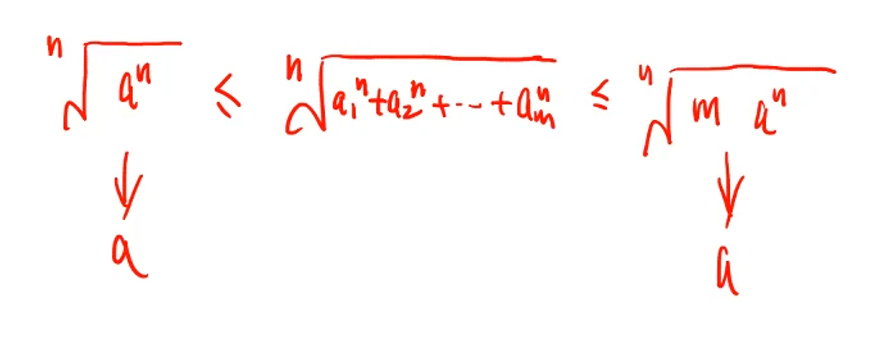 ⁿ√(aⁿ) ≤ ⁿ√(a₁ⁿ+a₂ⁿ+⋯+aₘⁿ) ≤ ⁿ√(m aⁿ)
↓ ↓
a a